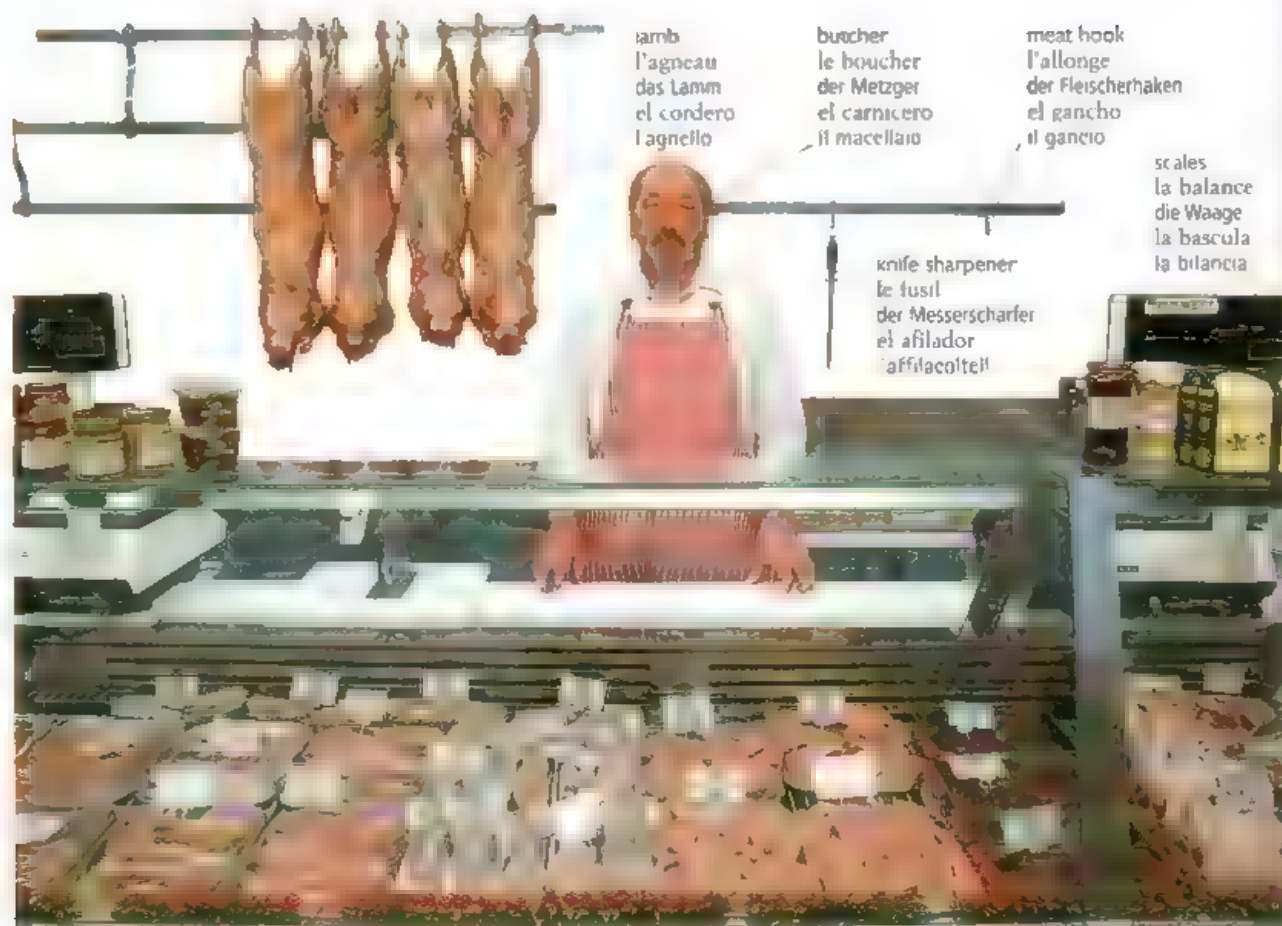 lamb
l'agneau
das Lamm
el cordero
l'agnello
butcher
le boucher
der Metzger
el carnicero
il macellaio
meat hook
l'allonge
der Fleischerhaken
el gancho
il gancio
scales
la balance
die Waage
la bascula
la bilancia
knife sharpener
le fusil
der Messerscharfer
el afilador
l'affilacoltelli